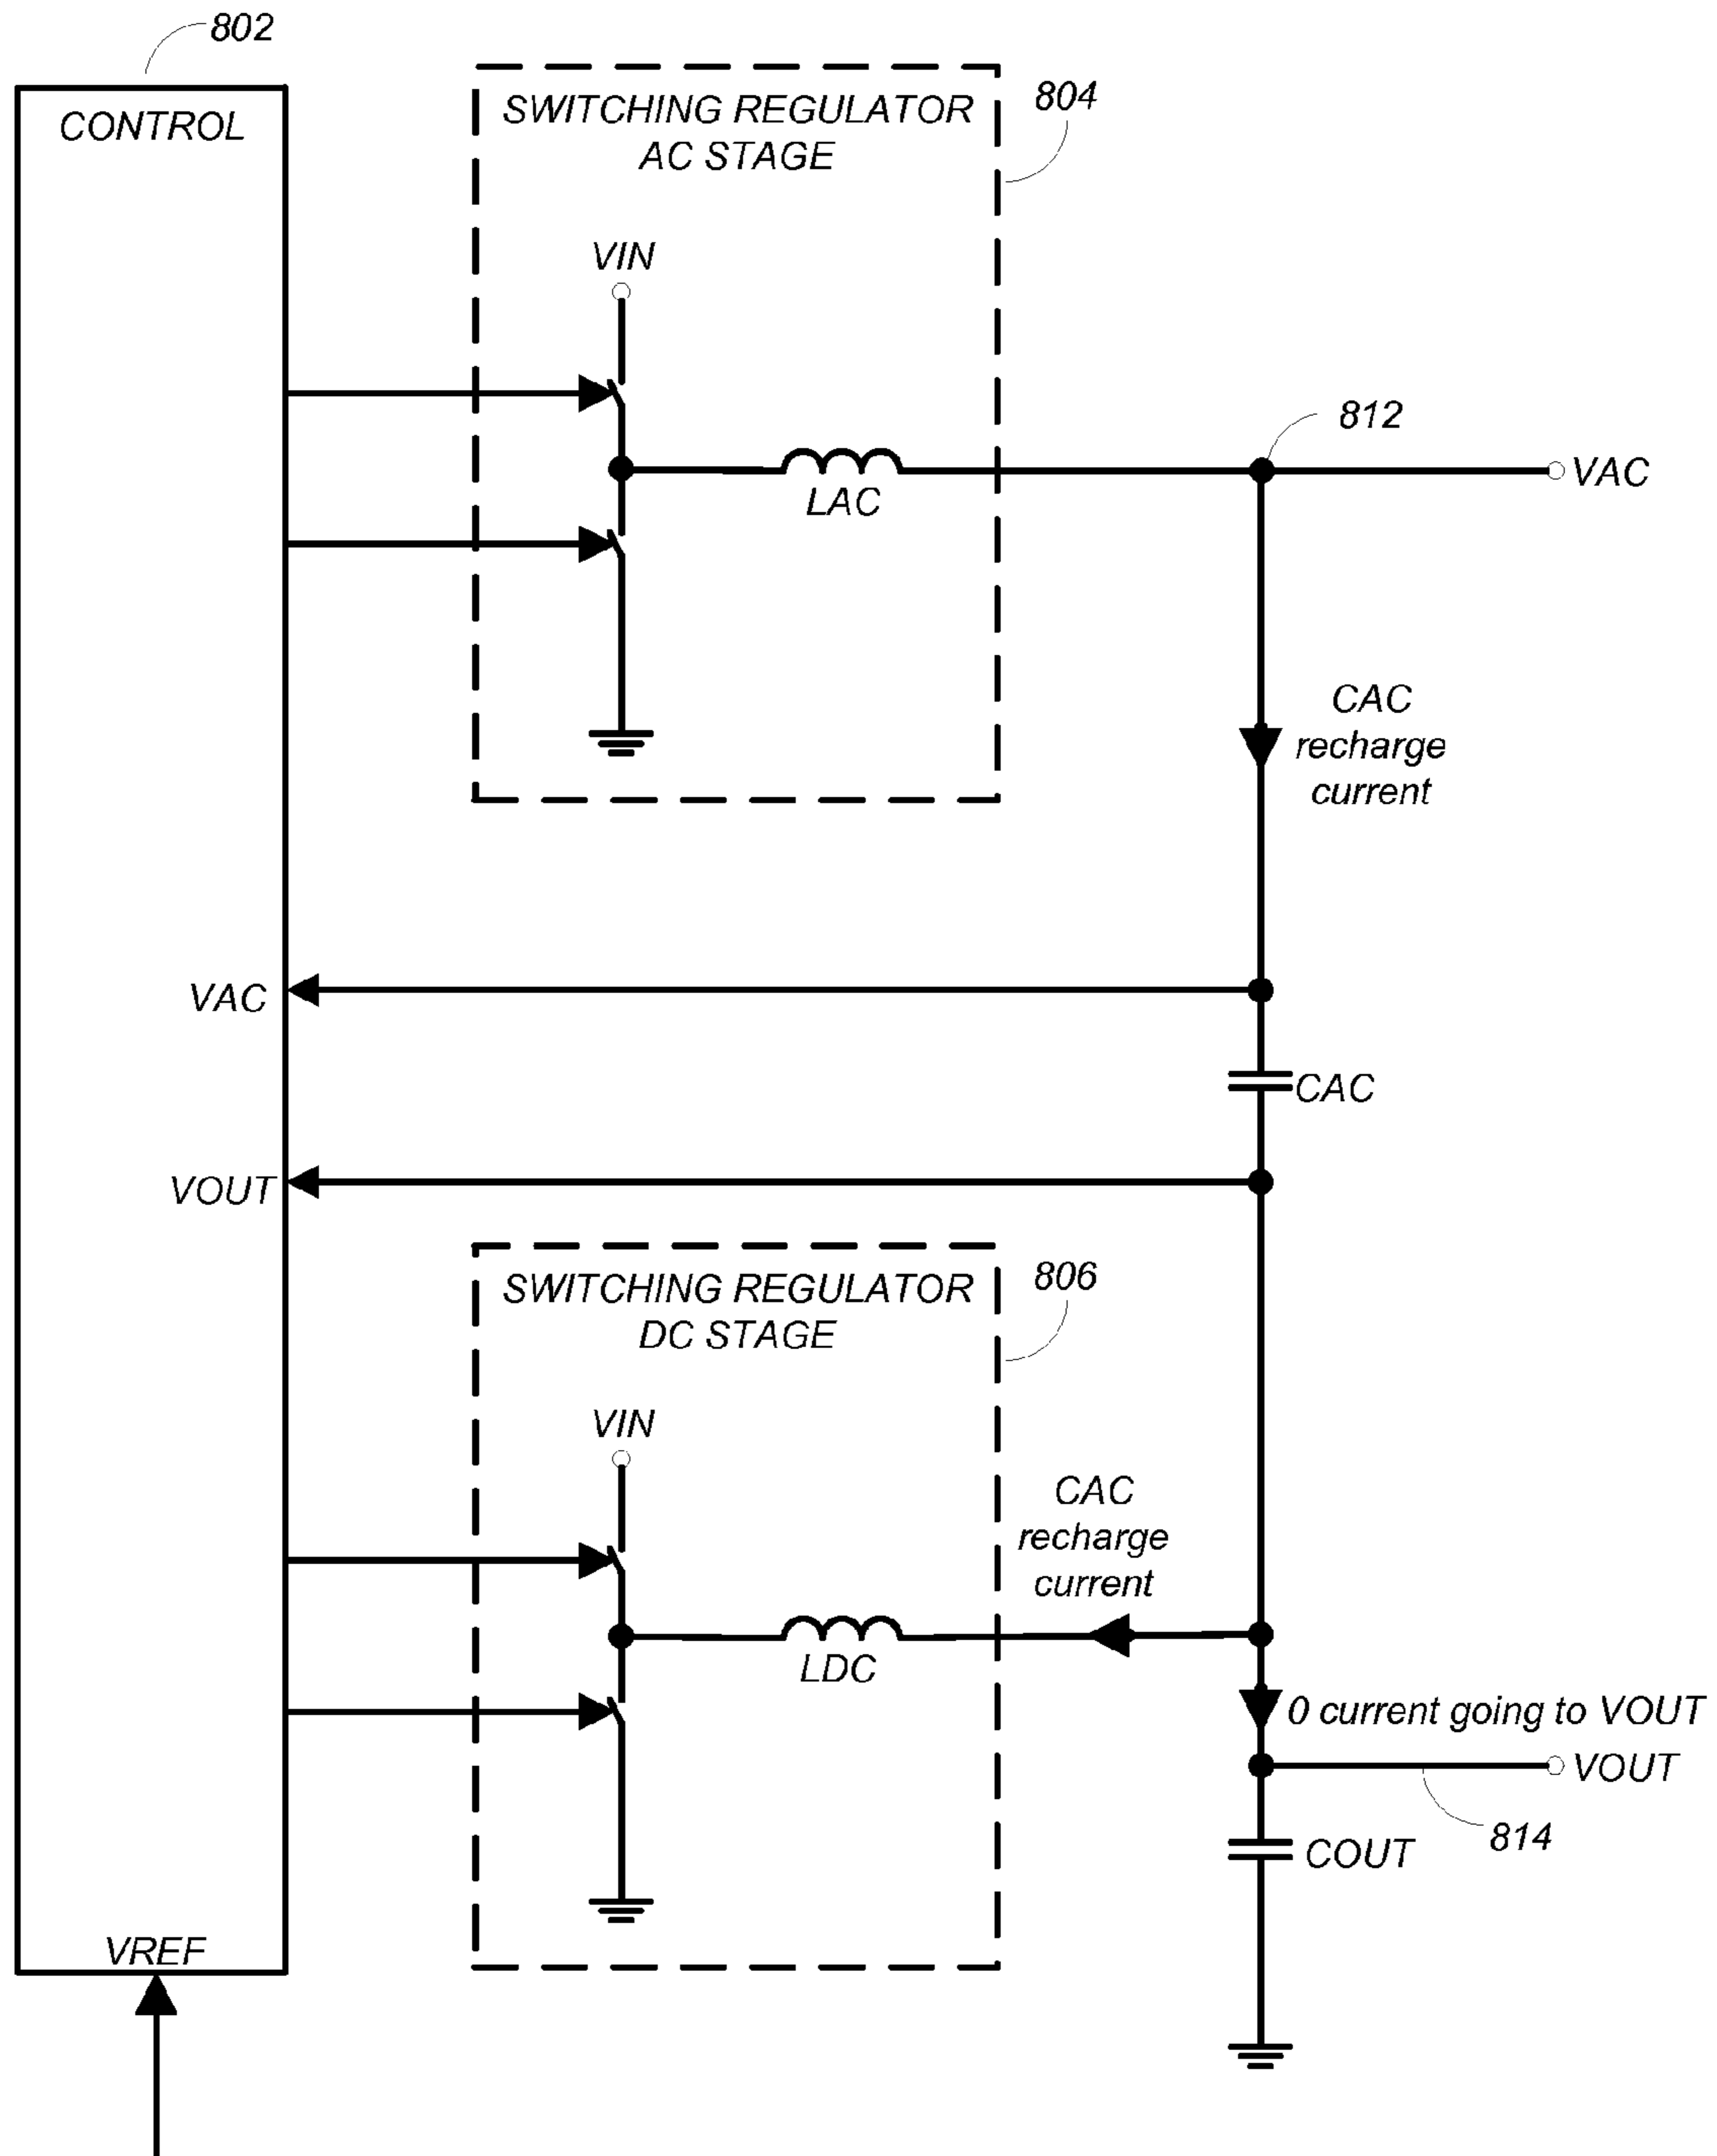 802
CONTROL
SWITCHING REGULATOR
AC STAGE
804
VIN
812
LAC
VAC
CAC
recharge
current
VAC
CAC
VOUT
SWITCHING REGULATOR
DC STAGE
806
VIN
CAC
recharge
current
LDC
0 current going to VOUT
VOUT
814
COUT
VREF